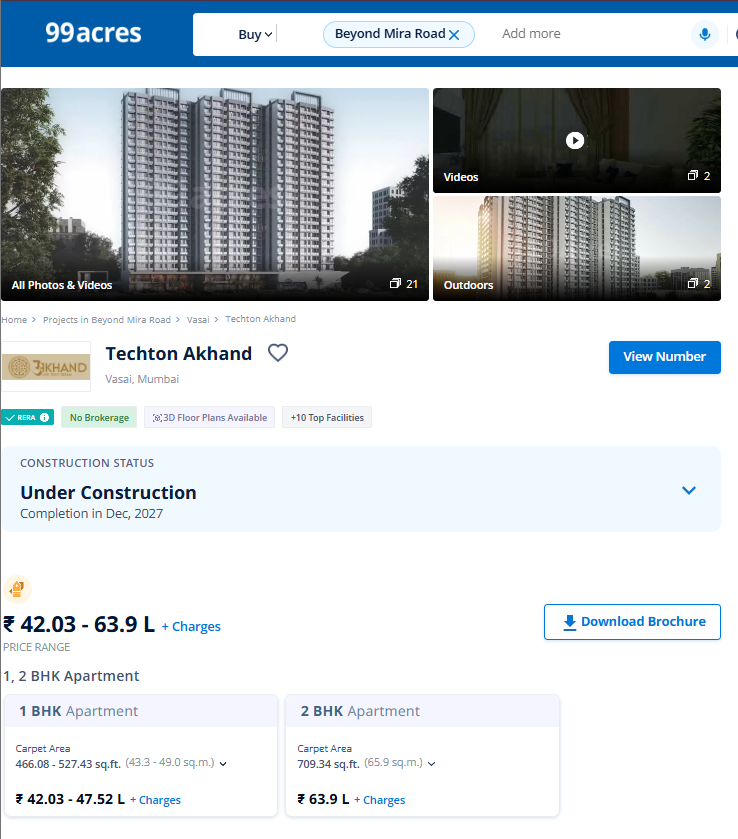 99acres
Buy
Beyond Mira Road
Add more
All Photos & Videos
21
Videos
2
Outdoors
2
Home > Projects in Beyond Mira Road > Vasai > Techton Akhand
AKHAND
Techton Akhand
Vasai, Mumbai
View Number
RERA
No Brokerage
3D Floor Plans Available
+10 Top Facilities
CONSTRUCTION STATUS
Under Construction
Completion in Dec, 2027
₹ 42.03 - 63.9 L + Charges
PRICE RANGE
Download Brochure
1, 2 BHK Apartment
1 BHK Apartment
Carpet Area
466.08 - 527.43 sq.ft. (43.3 - 49.0 sq.m.)
₹ 42.03 - 47.52 L + Charges
2 BHK Apartment
Carpet Area
709.34 sq.ft. (65.9 sq.m.)
₹ 63.9 L + Charges